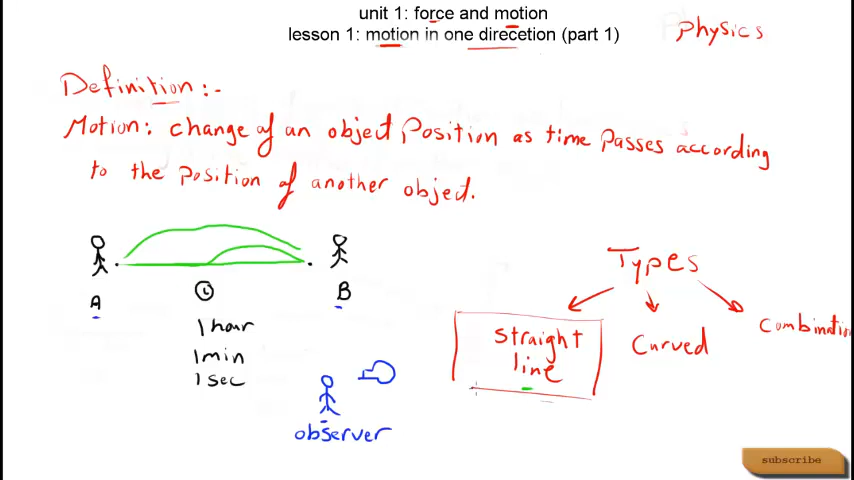 unit 1: force and motion
lesson 1: motion in one direcetion (part 1)
Physics
Definition :-
Motion: change of an object Position as time Passes according
to the Position of another object.
A
B
1 hour
1 min
1 sec
observer
Types
straight
line
Curved
Combination
subscribe